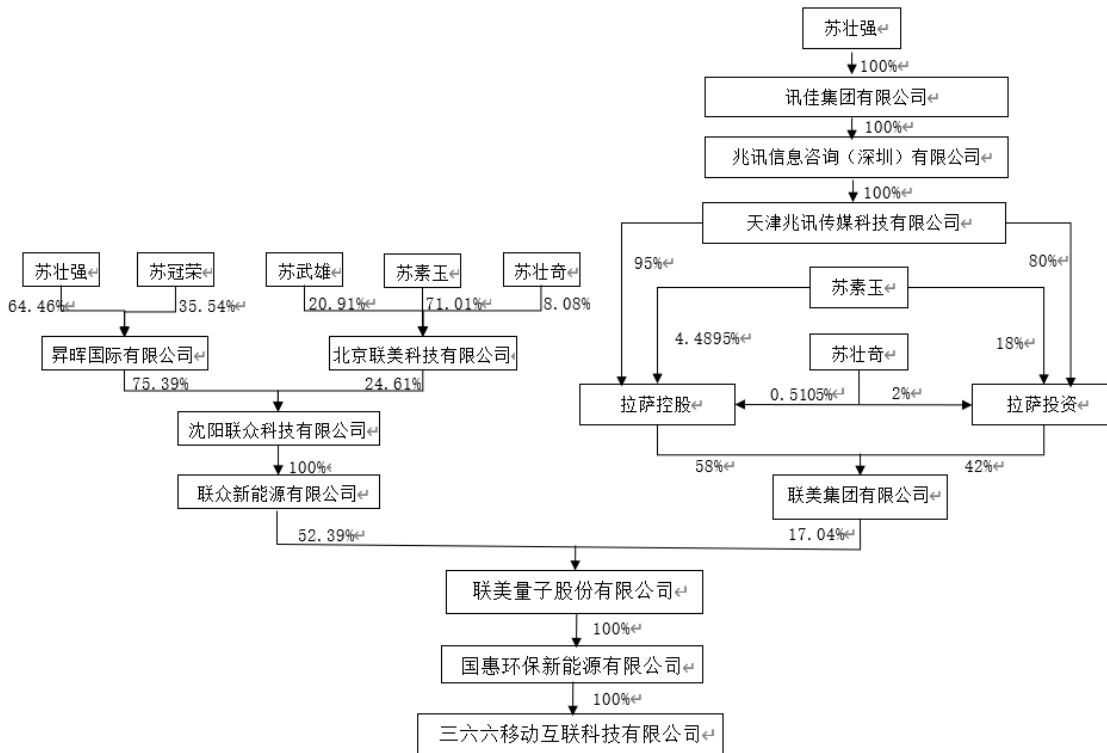 苏壮强↵
100%↵
讯佳集团有限公司↵
100%↵
兆讯信息咨询（深圳）有限公司↵
100%↵
天津兆讯传媒科技有限公司↵
95%↵
80%↵
苏壮强↵
苏冠荣↵
苏武雄↵
苏素玉↵
苏壮奇↵
64.46%↵
35.54%↵
20.91%↵
71.01%↵
8.08%
苏素玉↵
4.4895%↵
18%↵
苏壮奇↵
昇晖国际有限公司↵
北京联美科技有限公司↵
75.39%
24.61%
0.5105%↵
2%↵
拉萨控股↵
拉萨投资↵
沈阳联众科技有限公司↵
58%↵
42%↵
100%↵
联众新能源有限公司↵
联美集团有限公司↵
52.39%↵
17.04%↵
联美量子股份有限公司↵
100%↵
国惠环保新能源有限公司↵
100%↵
三六六移动互联科技有限公司↵